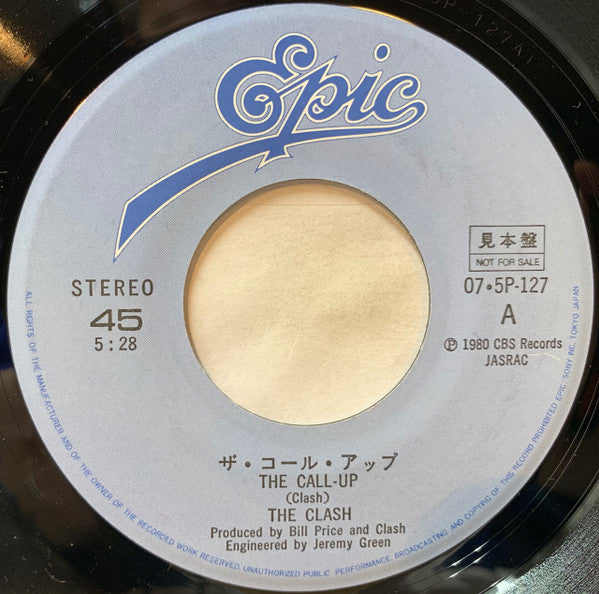 5P-127A1
Epic
見本盤
NOT FOR SALE
STEREO
07・5P-127
45
A
5:28
Ⓟ 1980 CBS Records
JASRAC
ザ・コール・アップ
THE CALL-UP
(Clash)
THE CLASH
Produced by Bill Price and Clash
Engineered by Jeremy Green
ALL RIGHTS OF THE MANUFACTURER AND OF THE OWNER OF THE RECORDED WORK RESERVED. UNAUTHORIZED PUBLIC PERFORMANCE, BROADCASTING AND COPYING OF THIS RECORD PROHIBITED EPIC, SONY INC. TOKYO JAPAN